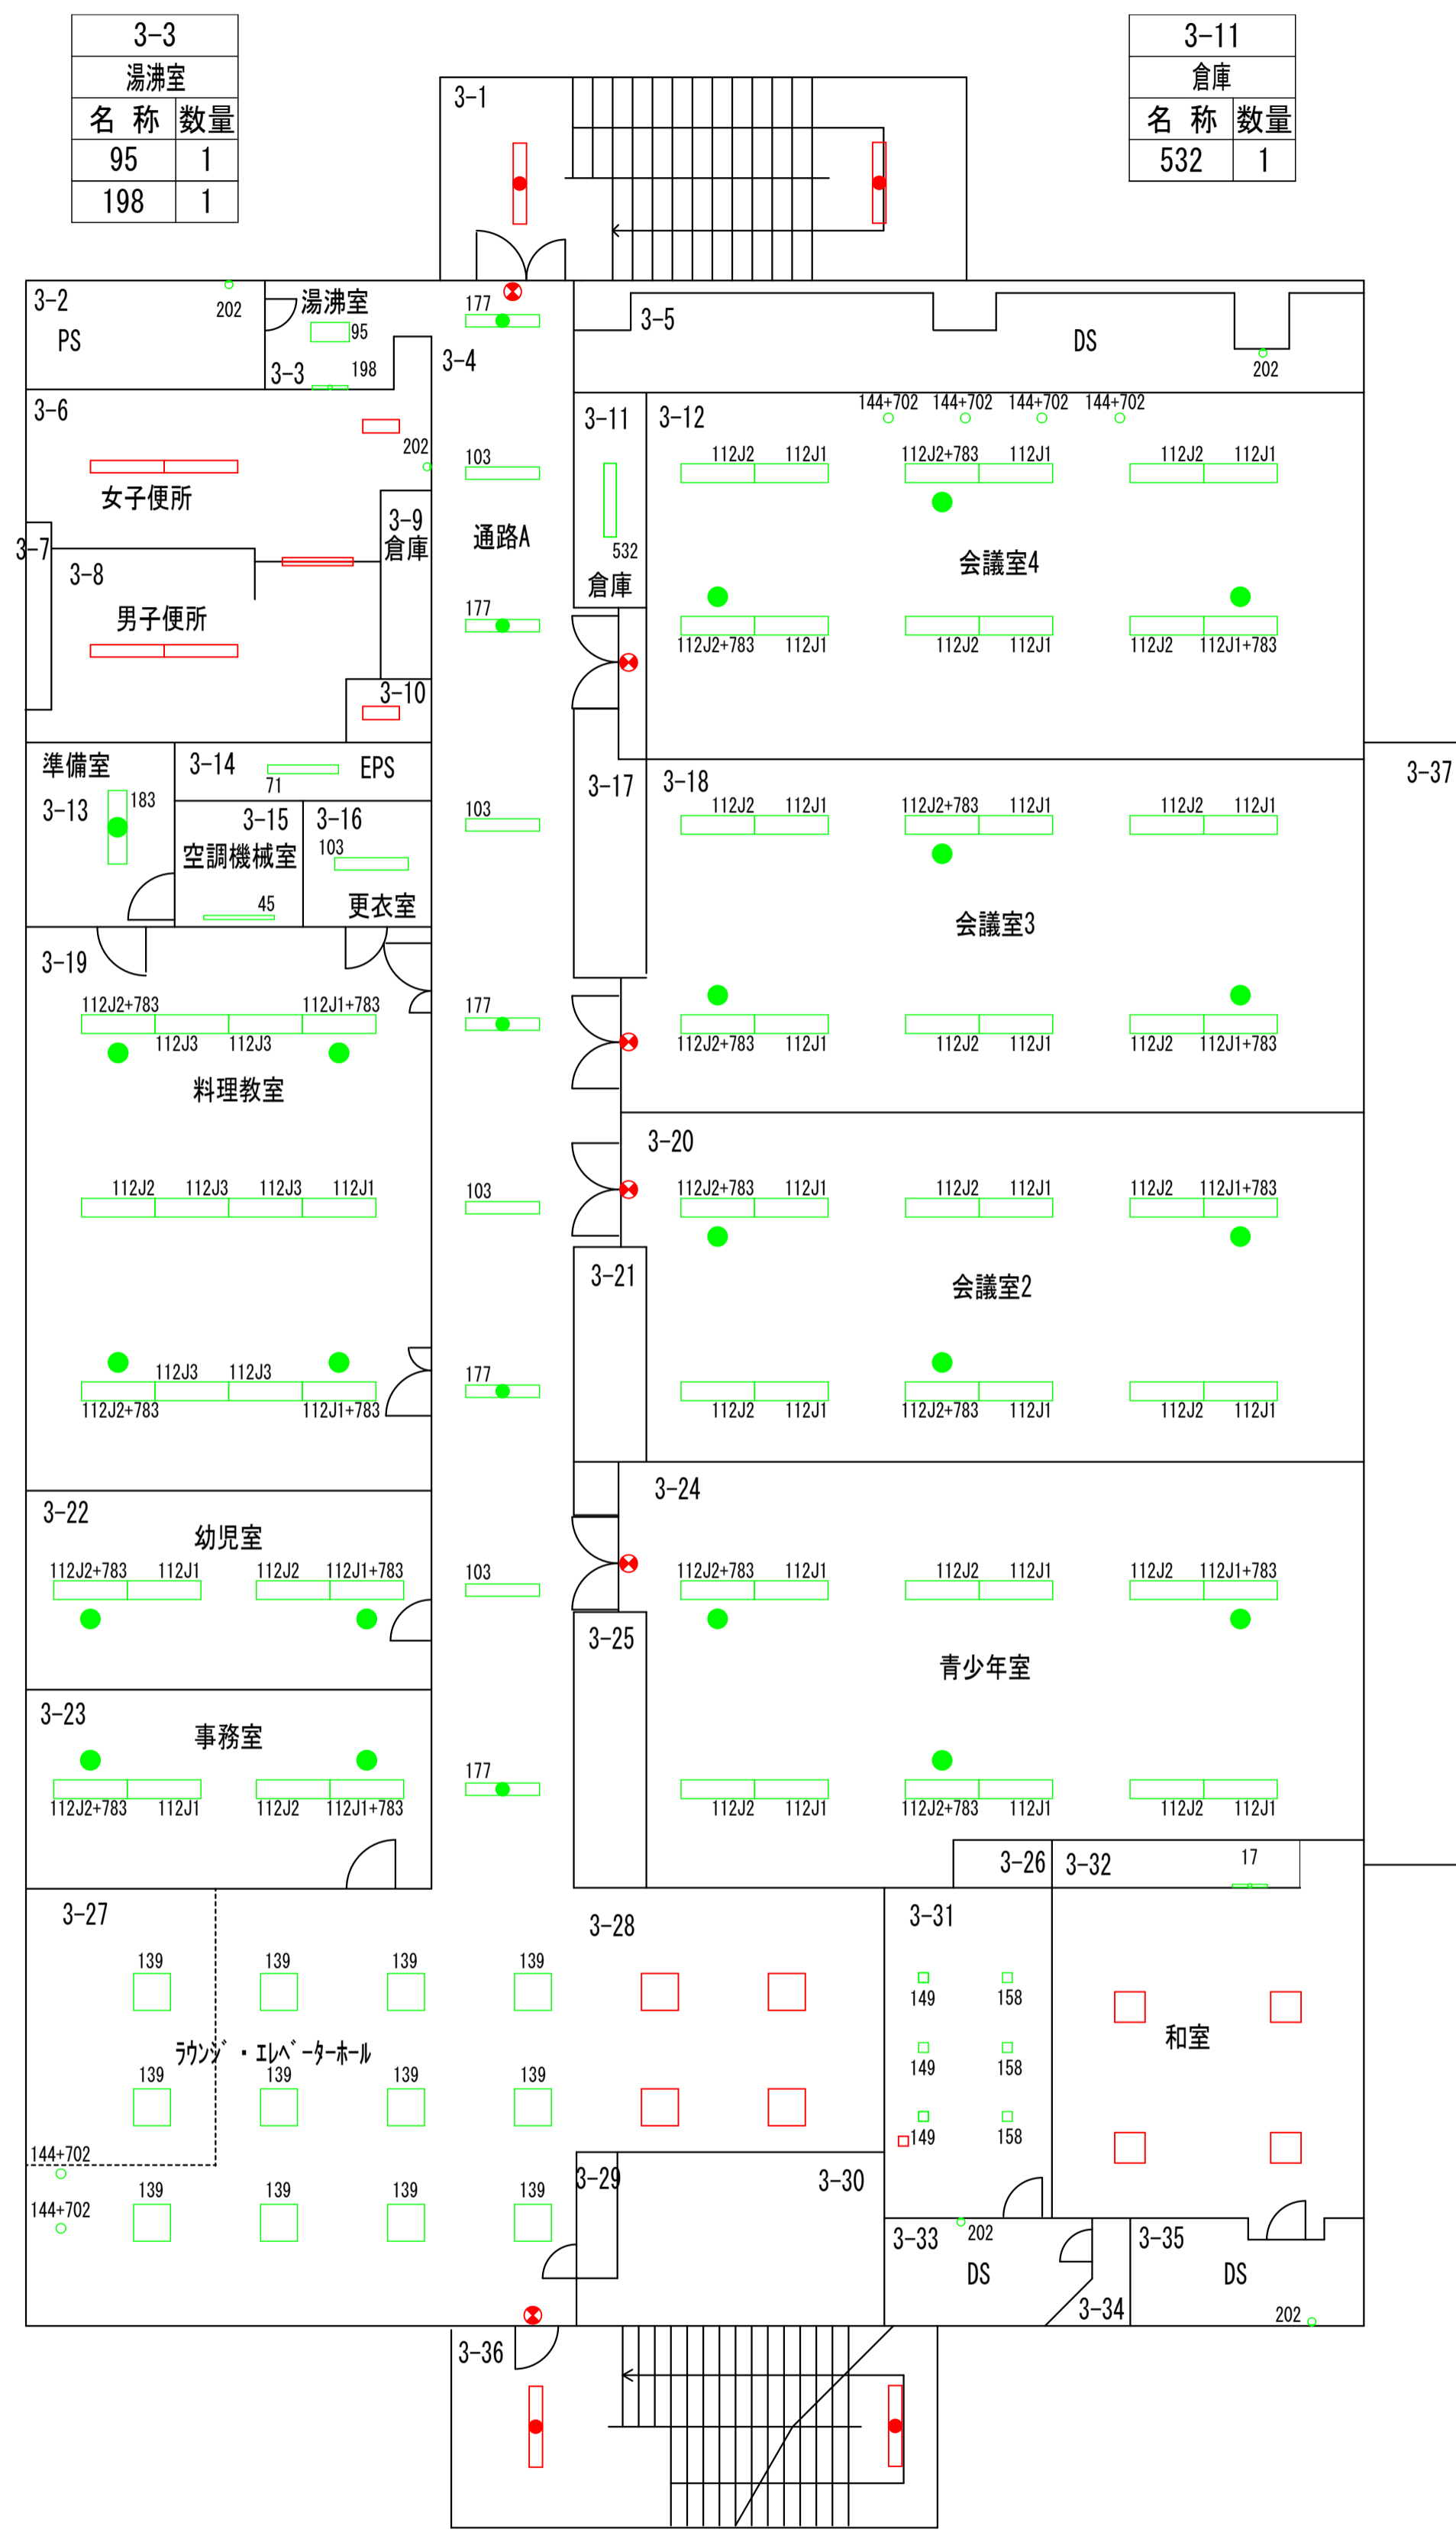 3-3
湯沸室
名 称 数量
95 1
198 1
3-11
倉庫
名 称 数量
532 1
3-1
3-2
PS
202
湯沸室
95
3-3
198
177
3-4
3-5
DS
202
3-6
202
女子便所
3-7
3-8
男子便所
3-9
倉庫
3-10
103
通路A
177
3-11
532
倉庫
3-12
144+702 144+702 144+702 144+702
112J2 112J1 112J2+783 112J1 112J2 112J1
会議室4
112J2+783 112J1 112J2 112J1 112J2 112J1+783
準備室
3-13
183
3-14
71
EPS
3-15
空調機械室
45
3-16
103
更衣室
103
3-17
3-18
112J2 112J1 112J2+783 112J1 112J2 112J1
会議室3
112J2+783 112J1 112J2 112J1 112J2 112J1+783
3-37
3-19
112J2+783 112J1+783
112J3 112J3
料理教室
112J2 112J3 112J3 112J1
112J3 112J3
112J2+783 112J1+783
177
103
177
3-20
112J2+783 112J1 112J2 112J1 112J2 112J1+783
会議室2
112J2 112J1 112J2+783 112J1 112J2 112J1
3-21
3-22
幼児室
112J2+783 112J1 112J2 112J1+783
103
3-23
事務室
112J2+783 112J1 112J2 112J1+783
177
3-24
112J2+783 112J1 112J2 112J1 112J2 112J1+783
3-25
青少年室
112J2 112J1 112J2+783 112J1 112J2 112J1
3-26
3-32
17
3-27
139 139 139 139
ﾗｳﾝｼﾞ・ｴﾚﾍﾞｰﾀｰﾎｰﾙ
139 139 139 139
144+702
144+702
139 139 139 139
3-28
3-29
3-30
3-31
149 158
149 158
149 158
和室
3-33
202
DS
3-34
3-35
DS
202
3-36